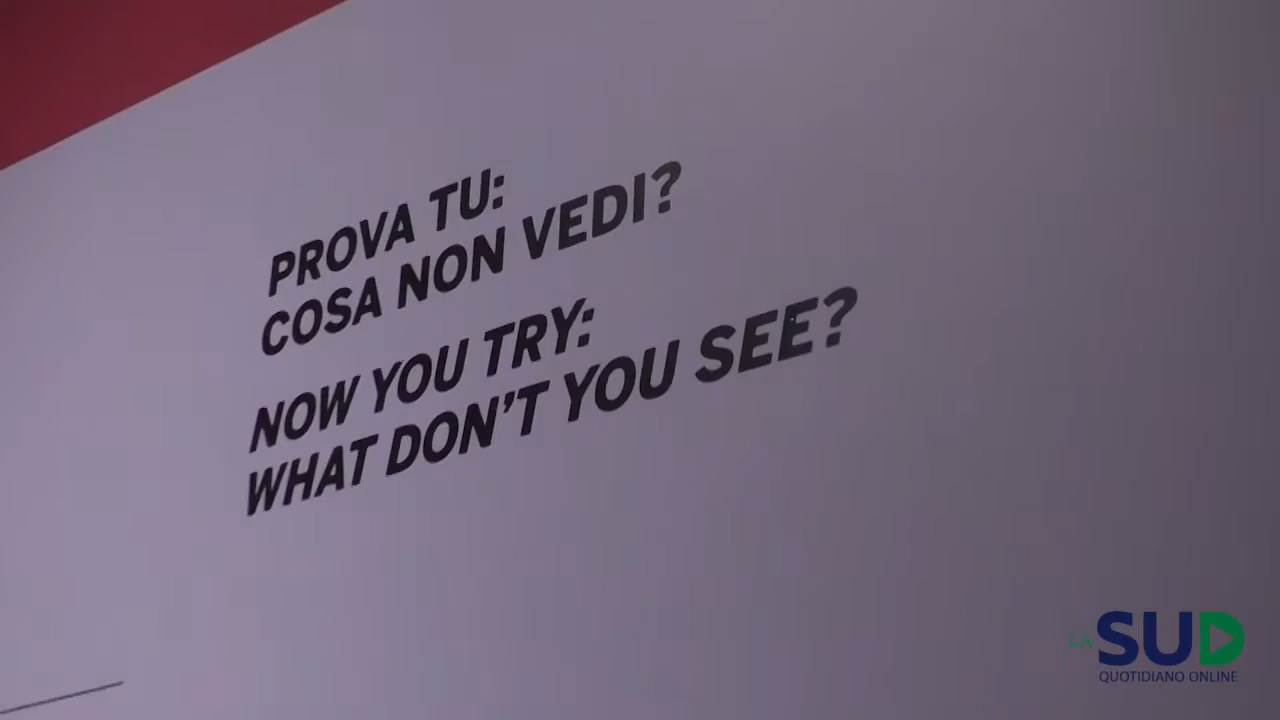 PROVA TU:
COSA NON VEDI?
NOW YOU TRY:
WHAT DON'T YOU SEE?
LA SUD
QUOTIDIANO ONLINE